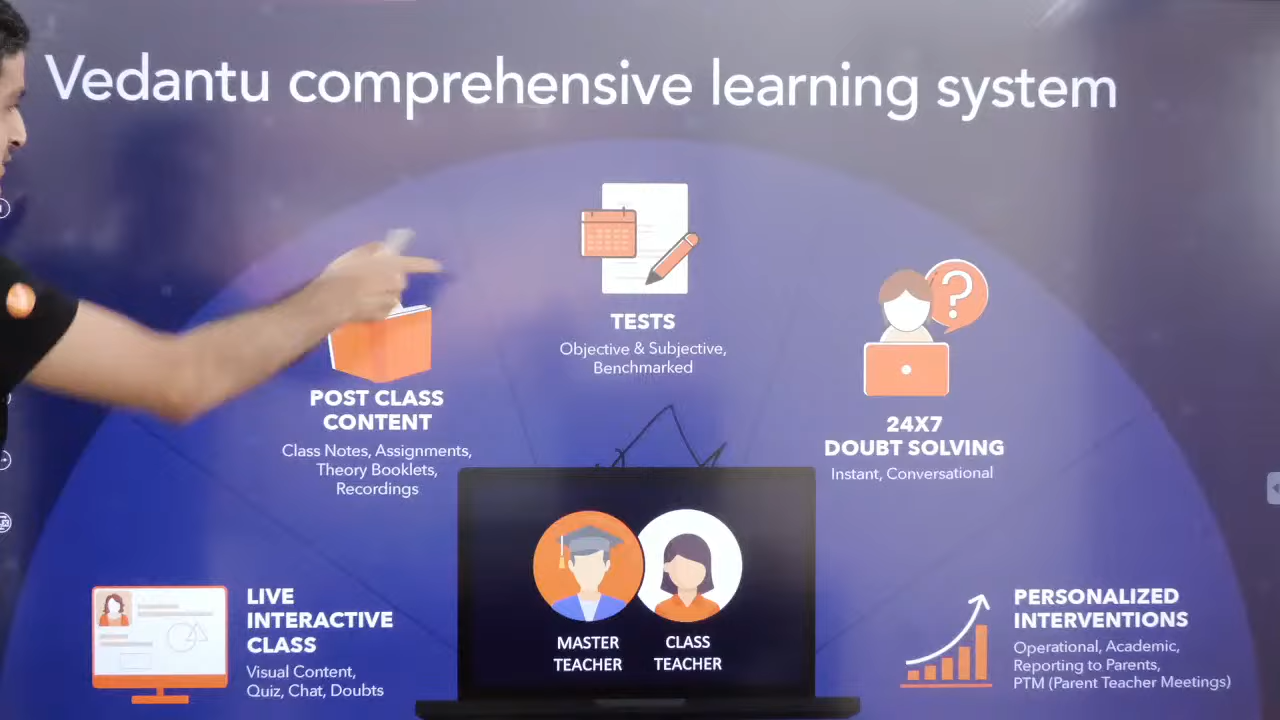 Vedantu comprehensive learning system
TESTS
Objective & Subjective,
Benchmarked
POST CLASS
CONTENT
Class Notes, Assignments,
Theory Booklets,
Recordings
?
24X7
DOUBT SOLVING
Instant, Conversational
LIVE
INTERACTIVE
CLASS
Visual Content,
Quiz, Chat, Doubts
MASTER
TEACHER
CLASS
TEACHER
PERSONALIZED
INTERVENTIONS
Operational, Academic,
Reporting to Parents,
PTM (Parent Teacher Meetings)